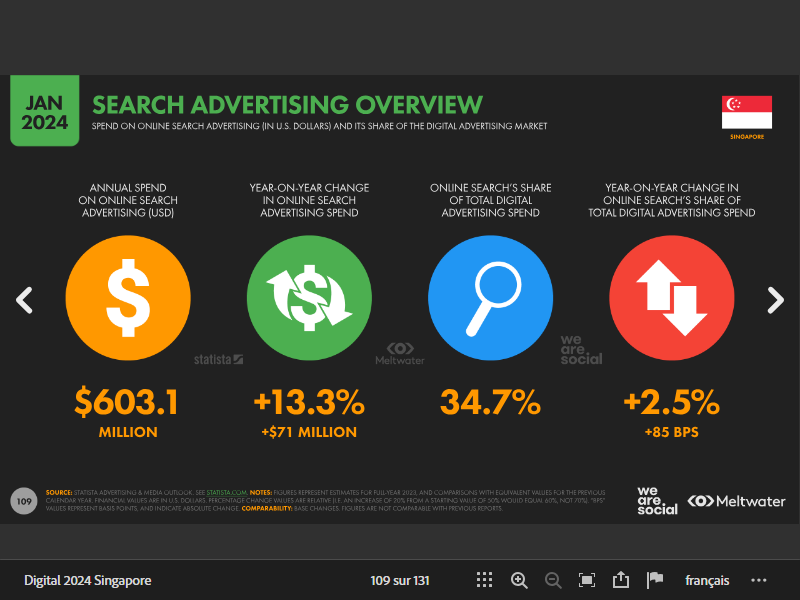 JAN
2024
SEARCH ADVERTISING OVERVIEW
SPEND ON ONLINE SEARCH ADVERTISING (IN U.S. DOLLARS) AND ITS SHARE OF THE DIGITAL ADVERTISING MARKET
SINGAPORE
ANNUAL SPEND
ON ONLINE SEARCH
ADVERTISING (USD)
YEAR-ON-YEAR CHANGE
IN ONLINE SEARCH
ADVERTISING SPEND
ONLINE SEARCH'S SHARE
OF TOTAL DIGITAL
ADVERTISING SPEND
YEAR-ON-YEAR CHANGE IN
ONLINE SEARCH'S SHARE OF
TOTAL DIGITAL ADVERTISING SPEND
$
$
statista
Meltwater
we
are.
social
$603.1
MILLION
+13.3%
+$71 MILLION
34.7%
+2.5%
+85 BPS
109
SOURCE: STATISTA ADVERTISING & MEDIA OUTLOOK. SEE STATISTA.COM. NOTES: FIGURES REPRESENT ESTIMATES FOR FULL-YEAR 2023, AND COMPARISONS WITH EQUIVALENT VALUES FOR THE PREVIOUS
CALENDAR YEAR. FINANCIAL VALUES ARE IN U.S. DOLLARS. PERCENTAGE CHANGE VALUES ARE RELATIVE (I.E. AN INCREASE OF 20% FROM A STARTING VALUE OF 50% WOULD EQUAL 60%, NOT 70%). "BPS"
VALUES REPRESENT BASIS POINTS, AND INDICATE ABSOLUTE CHANGE. COMPARABILITY: BASE CHANGES. FIGURES ARE NOT COMPARABLE WITH PREVIOUS REPORTS.
we
are.
social
Meltwater
Digital 2024 Singapore
109 sur 131
français